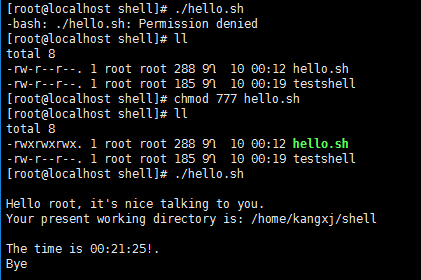 [root@localhost shell]# ./hello.sh
-bash: ./hello.sh: Permission denied
[root@localhost shell]# ll
total 8
-rw-r--r--. 1 root root 288 9月  10 00:12 hello.sh
-rw-r--r--. 1 root root 185 9月  10 00:19 testshell
[root@localhost shell]# chmod 777 hello.sh
[root@localhost shell]# ll
total 8
-rwxrwxrwx. 1 root root 288 9月  10 00:12 hello.sh
-rw-r--r--. 1 root root 185 9月  10 00:19 testshell
[root@localhost shell]# ./hello.sh
Hello root, it's nice talking to you.
Your present working directory is: /home/kangxj/shell
The time is 00:21:25!.
Bye